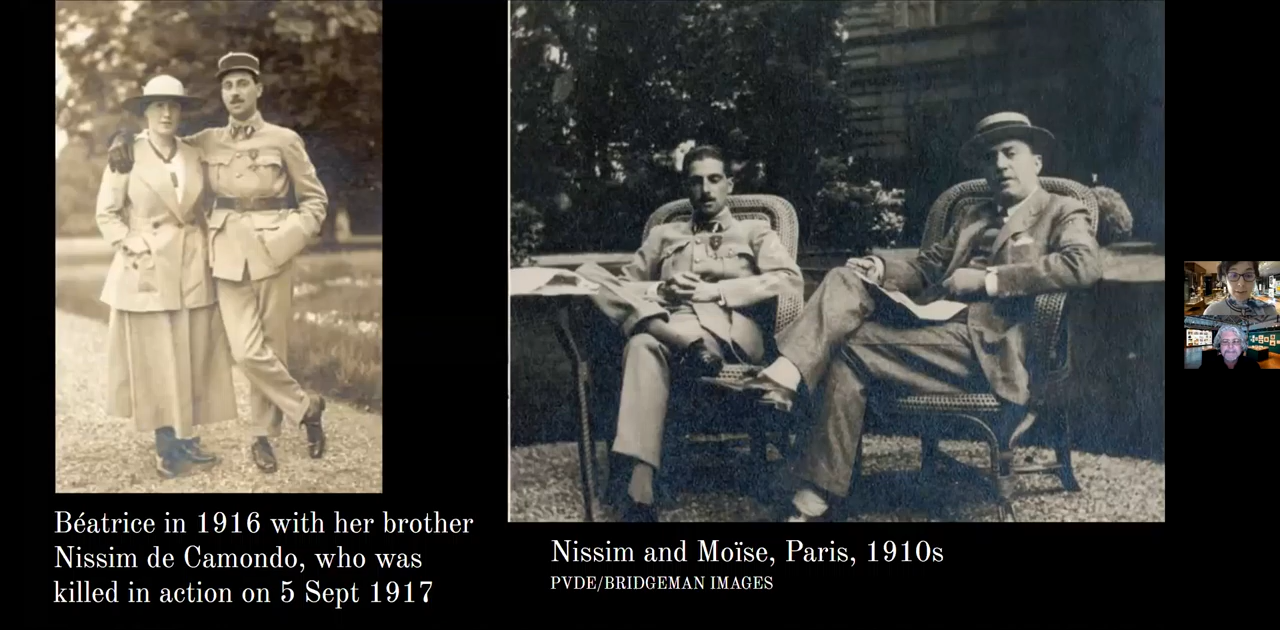 Béatrice in 1916 with her brother
Nissim de Camondo, who was
killed in action on 5 Sept 1917
Nissim and Moïse, Paris, 1910s
PVDE/BRIDGEMAN IMAGES